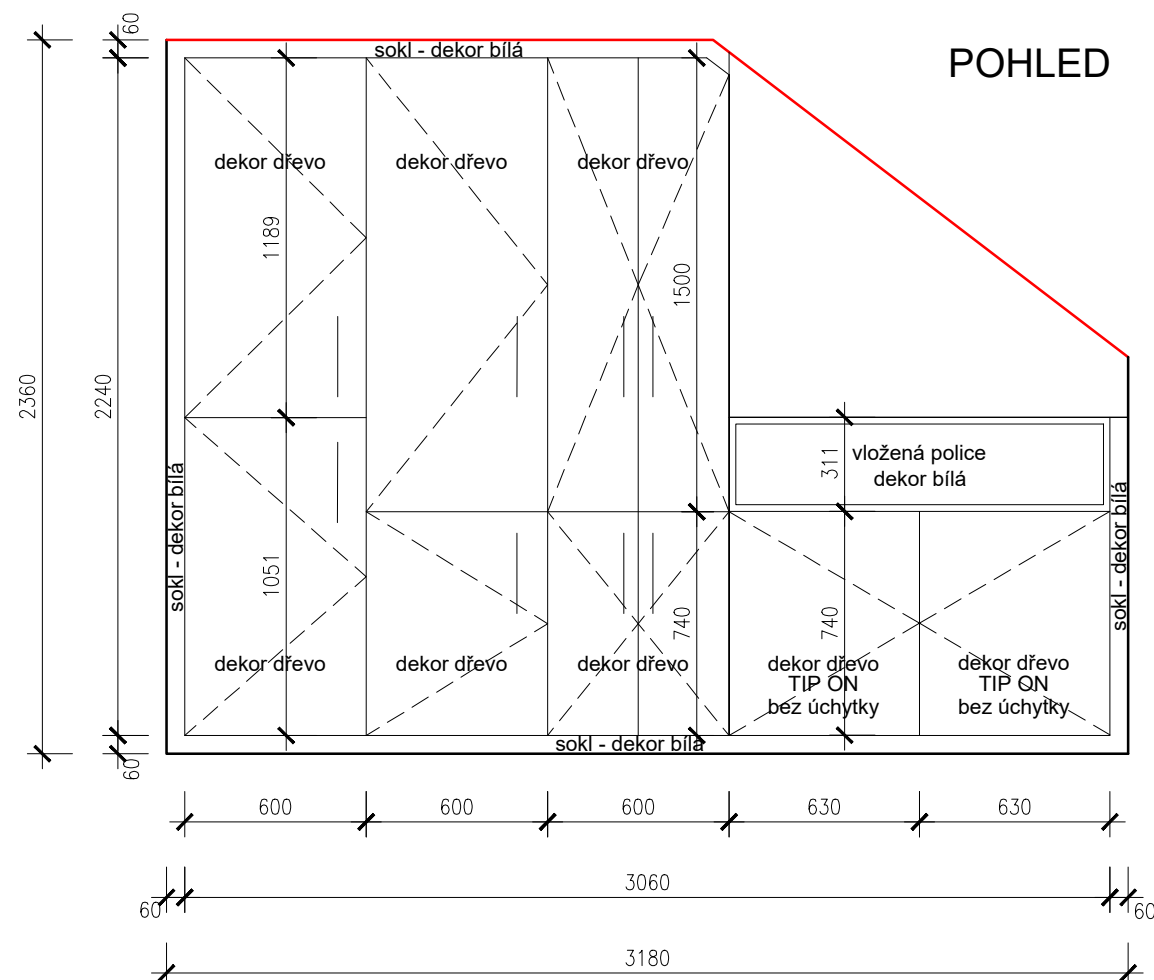 60
sokl - dekor bílá
POHLED
dekor dřevo
dekor dřevo
dekor dřevo
1189
1500
2360
2240
311
vložená police
dekor bílá
sokl - dekor bílá
sokl - dekor bílá
1051
740
740
dekor dřevo
dekor dřevo
dekor dřevo
dekor dřevo
TIP ON
bez úchytky
dekor dřevo
TIP ON
bez úchytky
sokl - dekor bílá
60
600
600
600
630
630
60
3060
60
3180